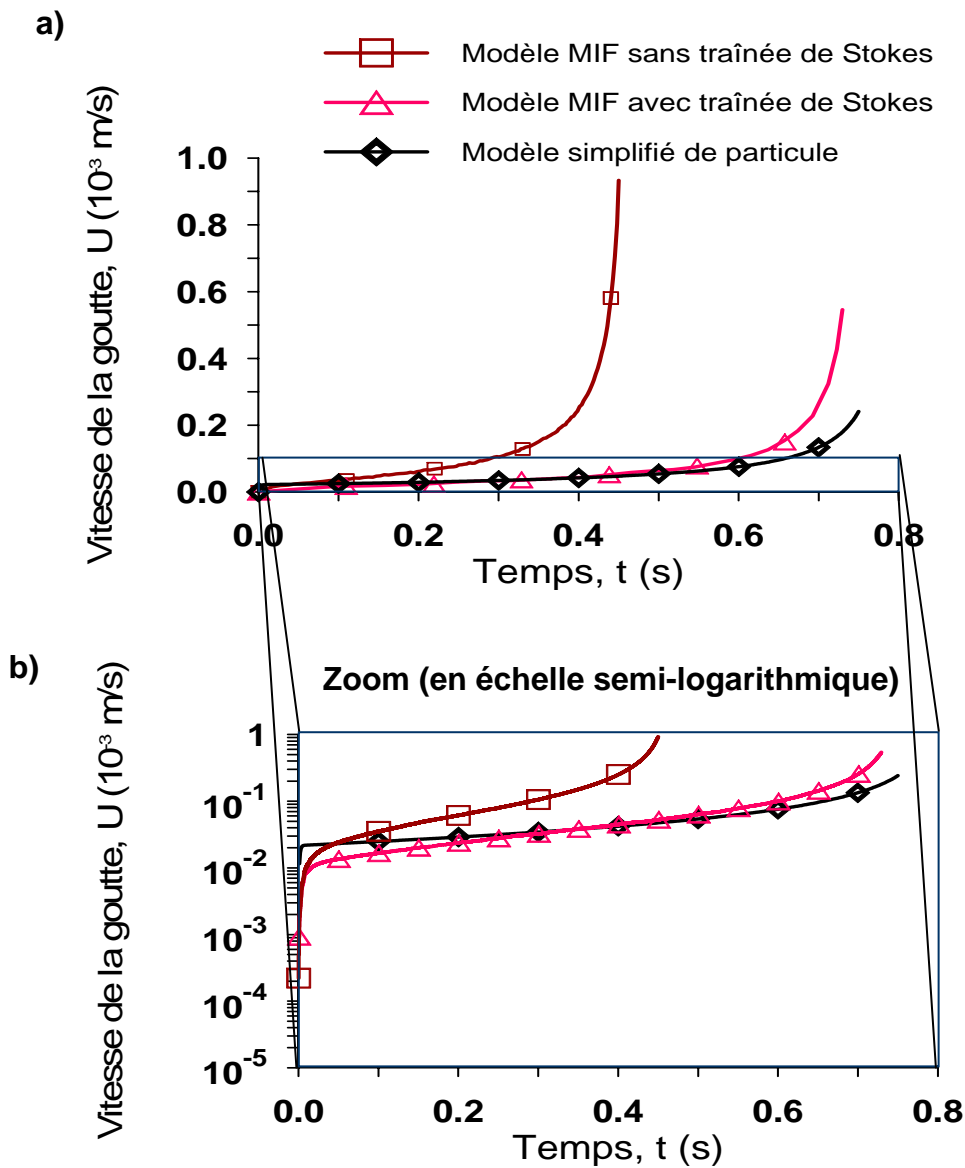 a)
Modèle MIF sans traînée de Stokes
Modèle MIF avec traînée de Stokes
Modèle simplifié de particule
Vitesse de la goutte, U (10⁻³ m/s)
1.0
0.8
0.6
0.4
0.2
0.0
0.0 0.2 0.4 0.6 0.8
Temps, t (s)
b)
Zoom (en échelle semi-logarithmique)
Vitesse de la goutte, U (10⁻³ m/s)
1
10⁻¹
10⁻²
10⁻³
10⁻⁴
10⁻⁵
0.0 0.2 0.4 0.6 0.8
Temps, t (s)